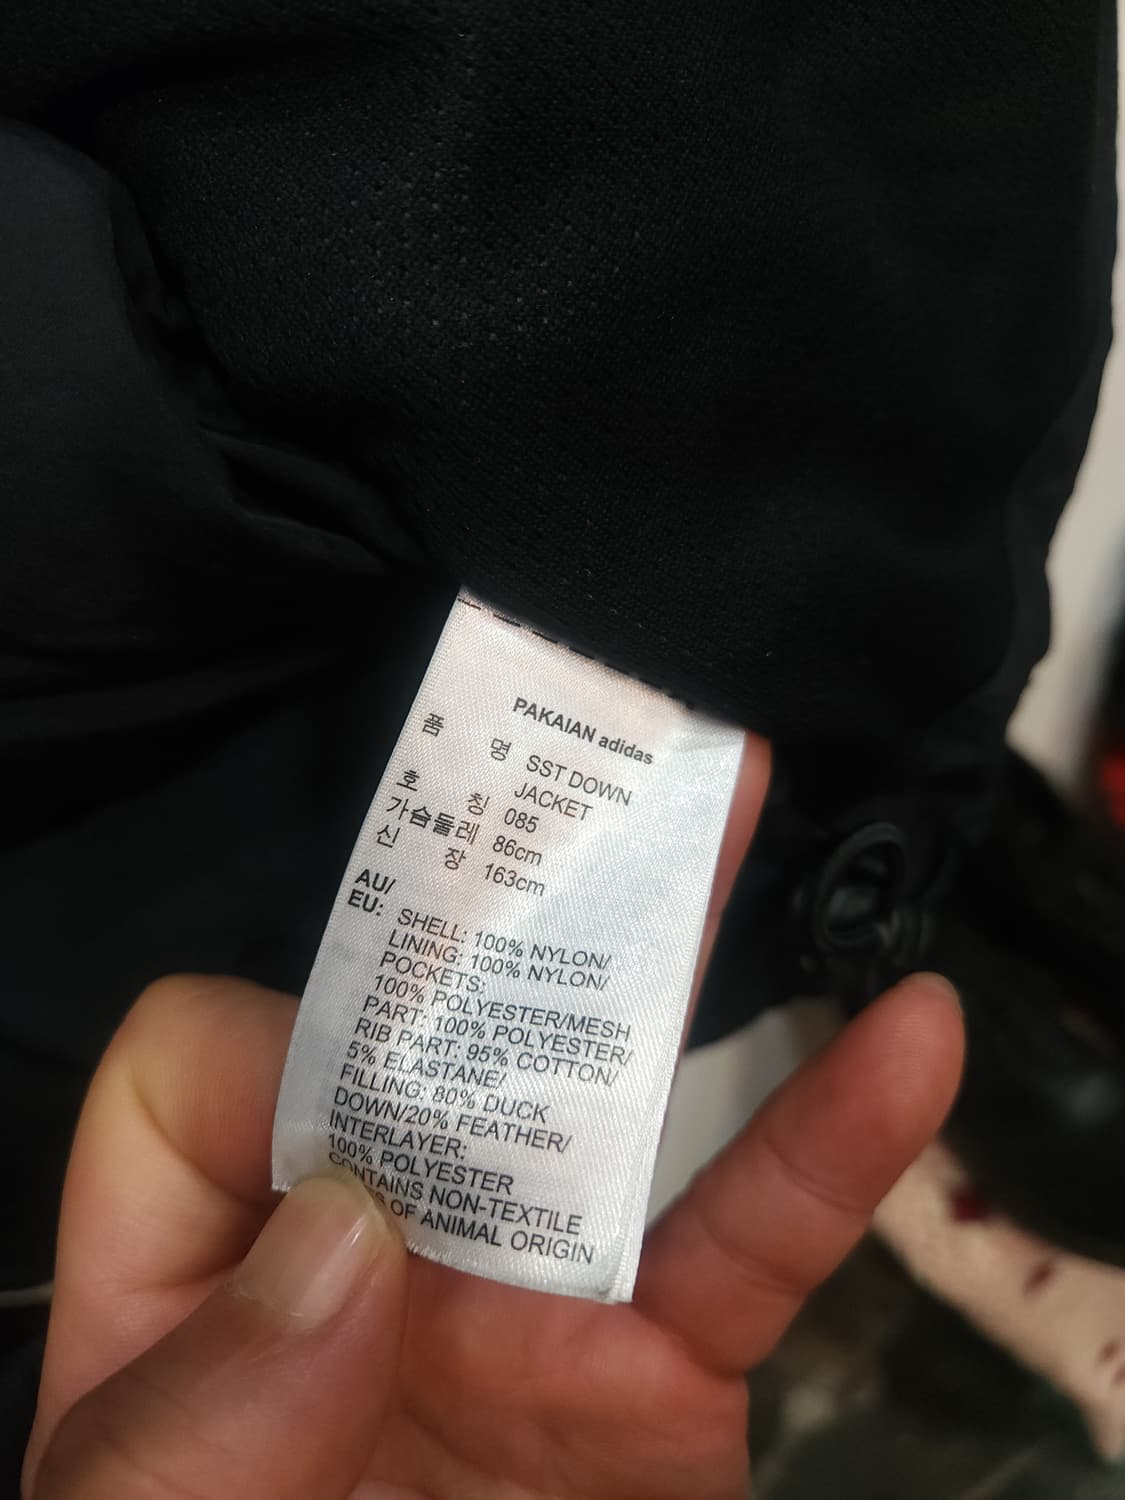 PAKAIAN adidas
품 명 SST DOWN
JACKET
호 칭 085
가슴둘레 86cm
신 장 163cm
AU/
EU: SHELL: 100% NYLON/
LINING: 100% NYLON/
POCKETS:
100% POLYESTER/MESH
PART: 100% POLYESTER/
RIB PART: 95% COTTON/
5% ELASTANE/
FILLING: 80% DUCK
DOWN/20% FEATHER/
INTERLAYER:
100% POLYESTER
CONTAINS NON-TEXTILE
OF ANIMAL ORIGIN